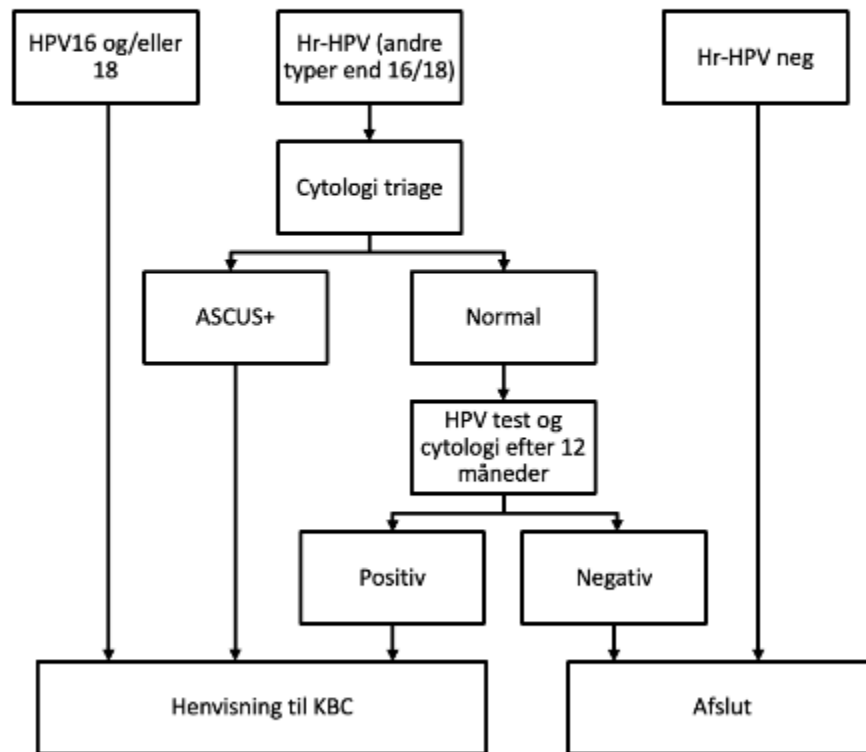 HPV16 og/eller
18
Hr-HPV (andre
typer end 16/18)
Hr-HPV neg
Cytologi triage
ASCUS+
Normal
HPV test og
cytologi efter 12
måneder
Positiv
Negativ
Henvisning til KBC
Afslut